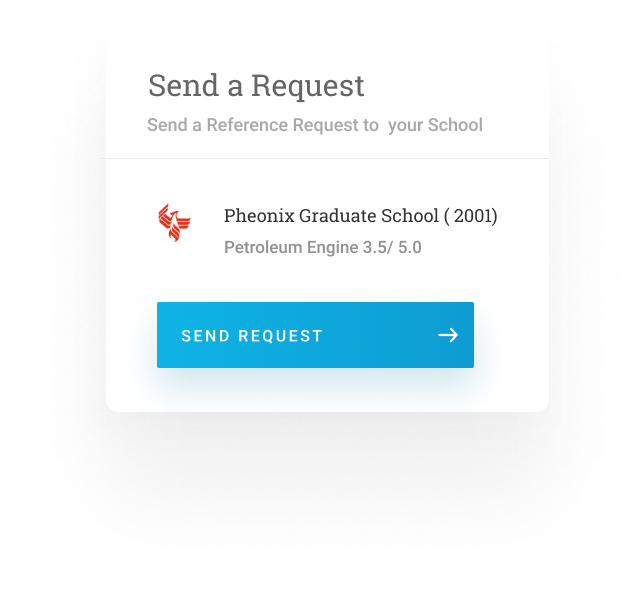 Send a Request
Send a Reference Request to  your School
Pheonix Graduate School ( 2001)
Petroleum Engine 3.5/ 5.0
SEND REQUEST